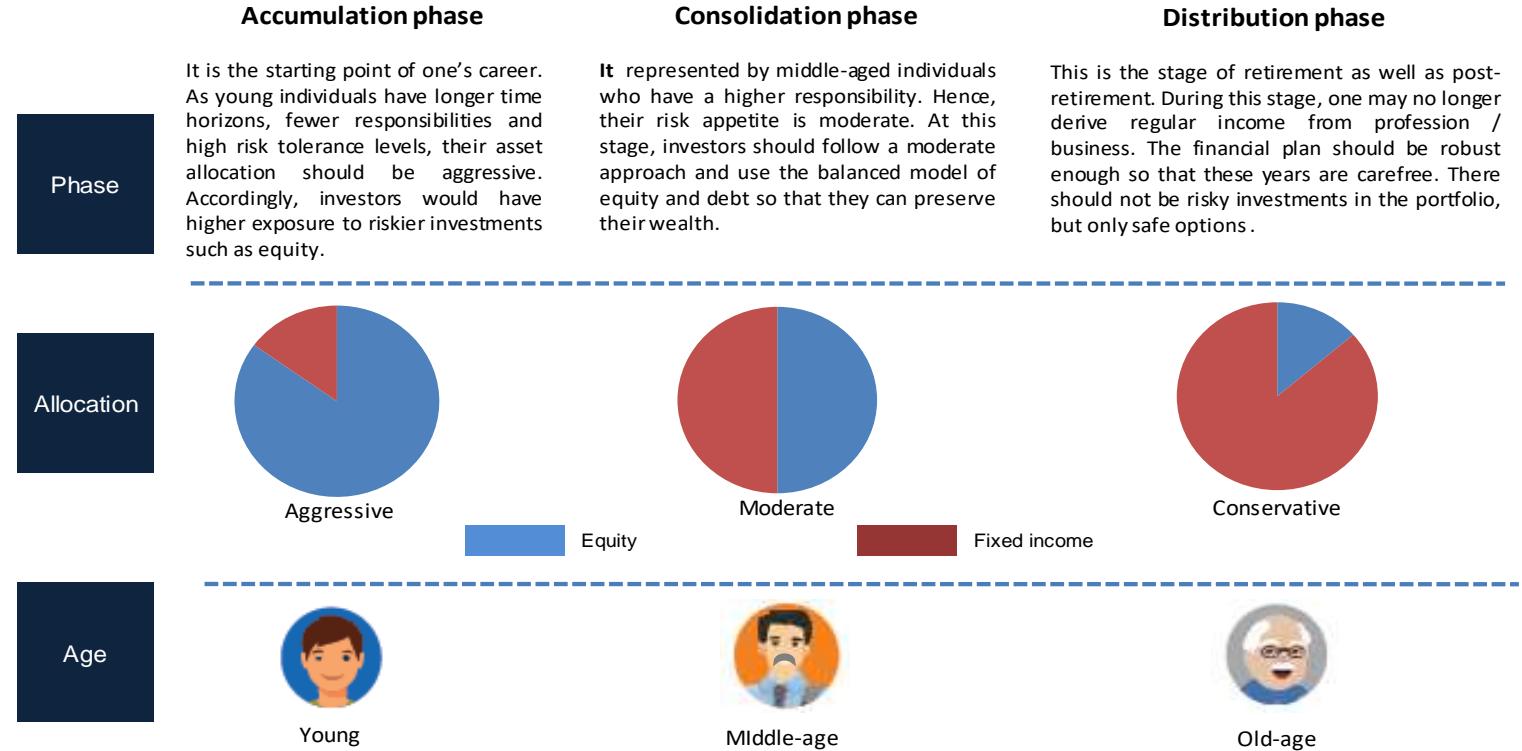 Accumulation phase
Consolidation phase
Distribution phase
Phase
It is the starting point of one’s career.
As young individuals have longer time
horizons, fewer responsibilities and
high risk tolerance levels, their asset
allocation should be aggressive.
Accordingly, investors would have
higher exposure to riskier investments
such as equity.
It represented by middle-aged individuals
who have a higher responsibility. Hence,
their risk appetite is moderate. At this
stage, investors should follow a moderate
approach and use the balanced model of
equity and debt so that they can preserve
their wealth.
This is the stage of retirement as well as post-
retirement. During this stage, one may no longer
derive regular income from profession /
business. The financial plan should be robust
enough so that these years are carefree. There
should not be risky investments in the portfolio,
but only safe options .
Allocation
Aggressive
Moderate
Conservative
Equity
Fixed income
Age
Young
MIddle-age
Old-age